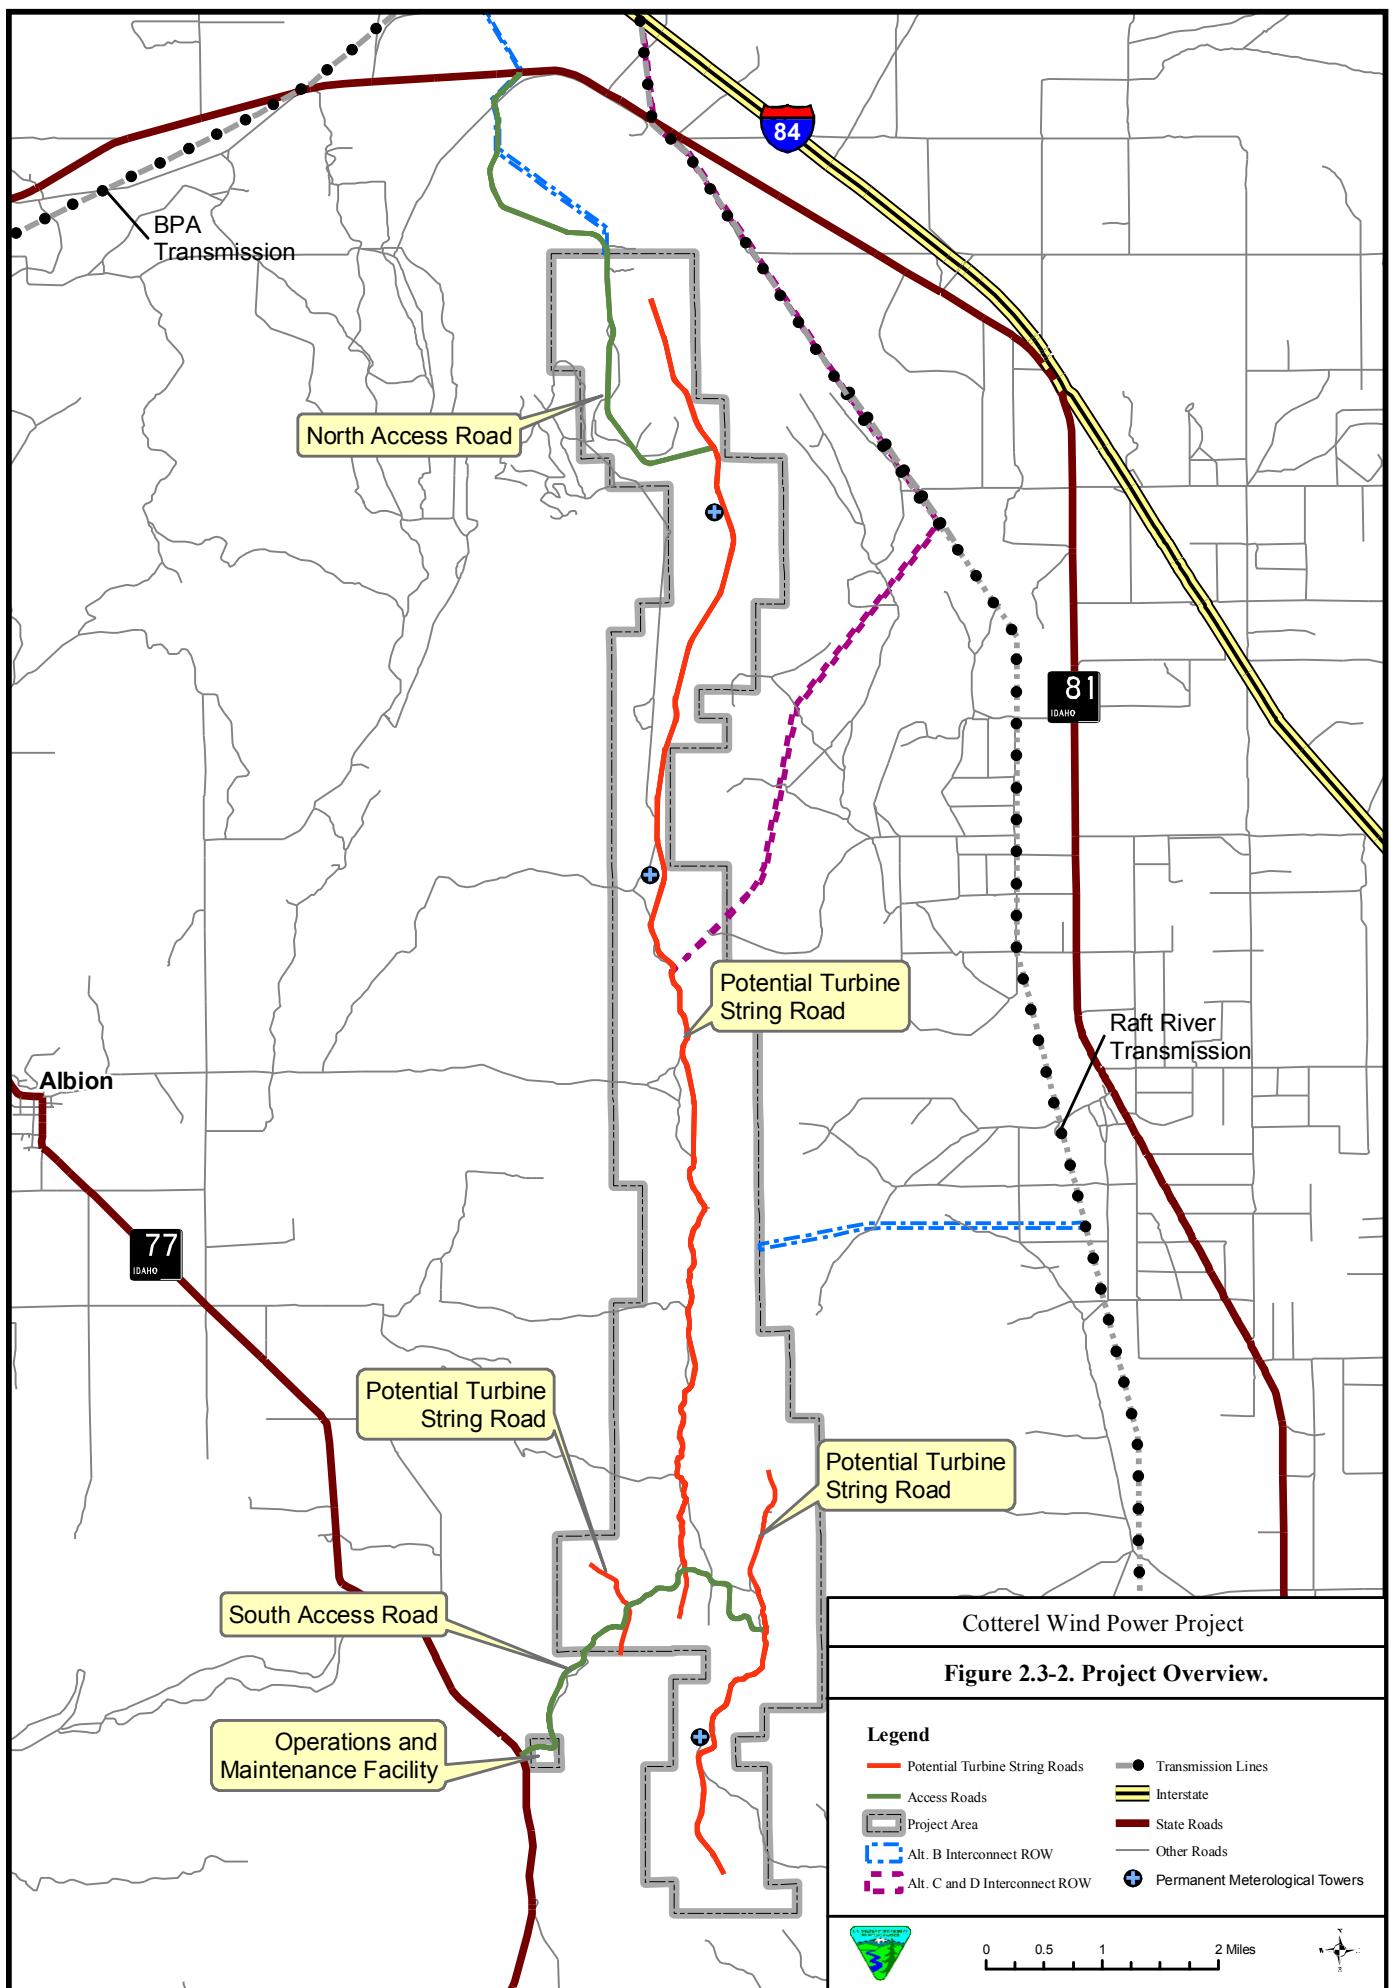 84
BPA
Transmission
North Access Road
81
IDAHO
Potential Turbine
String Road
Raft River
Transmission
Albion
77
IDAHO
Potential Turbine
String Road
Potential Turbine
String Road
South Access Road
Operations and
Maintenance Facility
Cotterel Wind Power Project
Figure 2.3-2. Project Overview.
Legend
Potential Turbine String Roads
Access Roads
Project Area
Alt. B Interconnect ROW
Alt. C and D Interconnect ROW
Transmission Lines
Interstate
State Roads
Other Roads
Permanent Meterological Towers
0 0.5 1 2 Miles